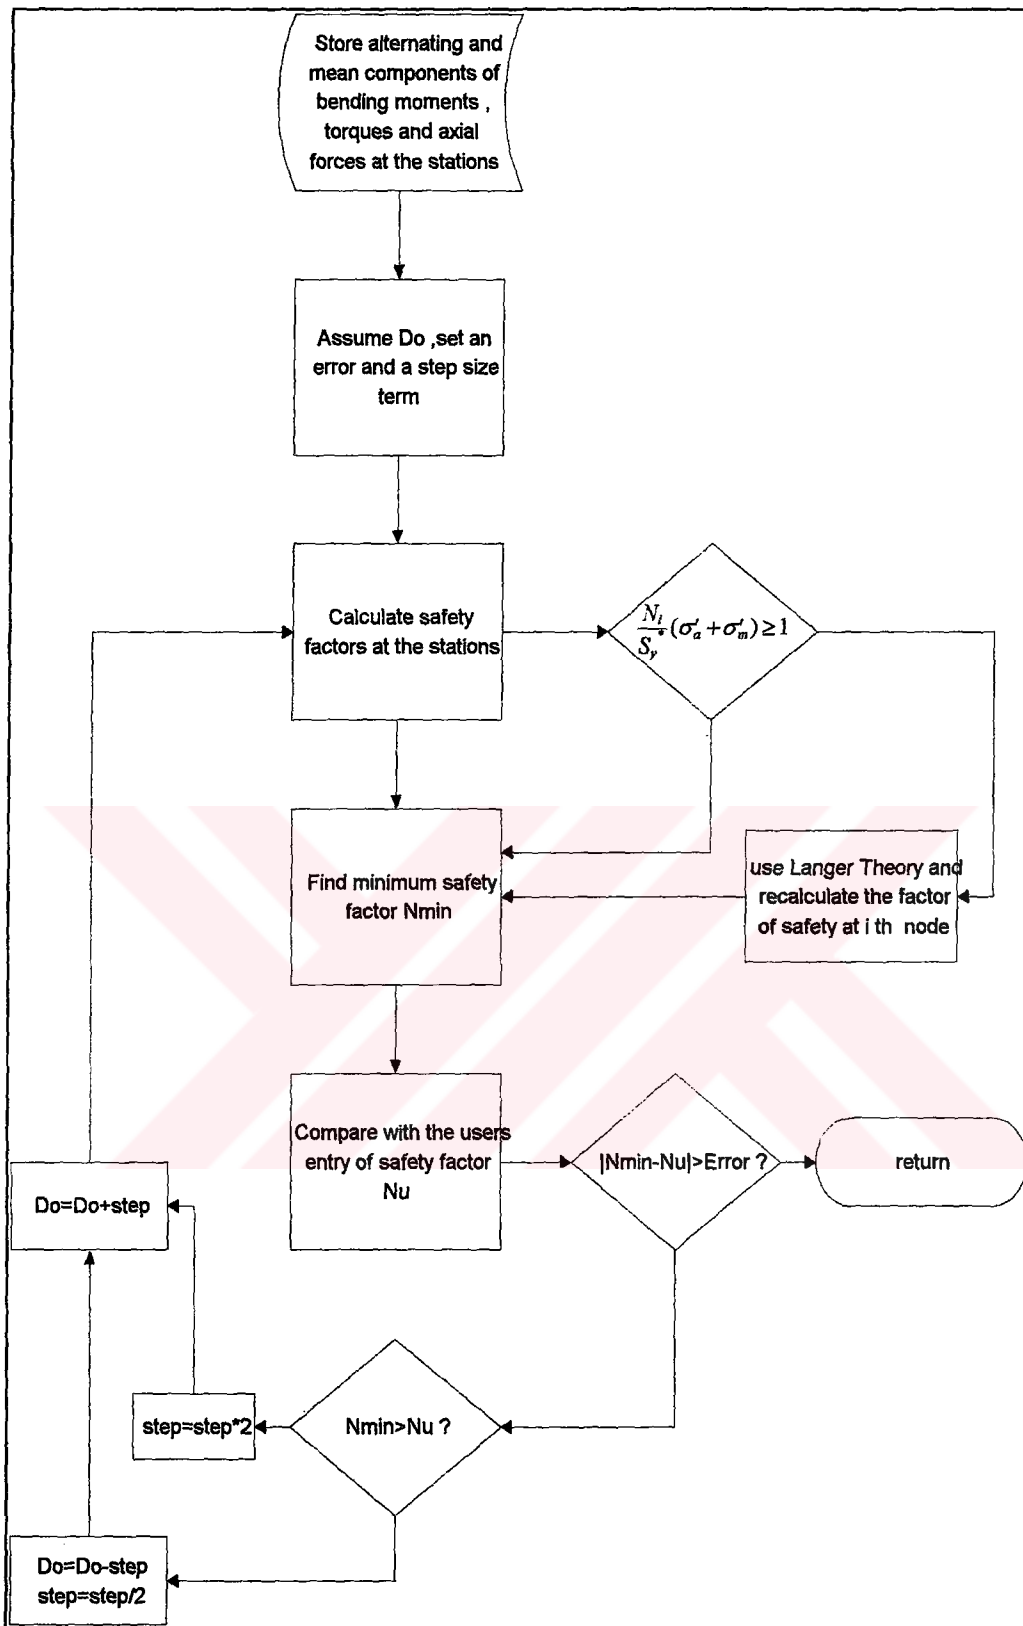 Store alternating and
mean components of
bending moments ,
torques and axial
forces at the stations
Assume Do ,set an
error and a step size
term
Calculate safety
factors at the stations
N_i/S_y* (σ'_a + σ'_m) ≥ 1
Find minimum safety
factor Nmin
use Langer Theory and
recalculate the factor
of safety at i th node
Compare with the users
entry of safety factor
Nu
|Nmin-Nu|>Error ?
return
Do=Do+step
step=step*2
Nmin>Nu ?
Do=Do-step
step=step/2